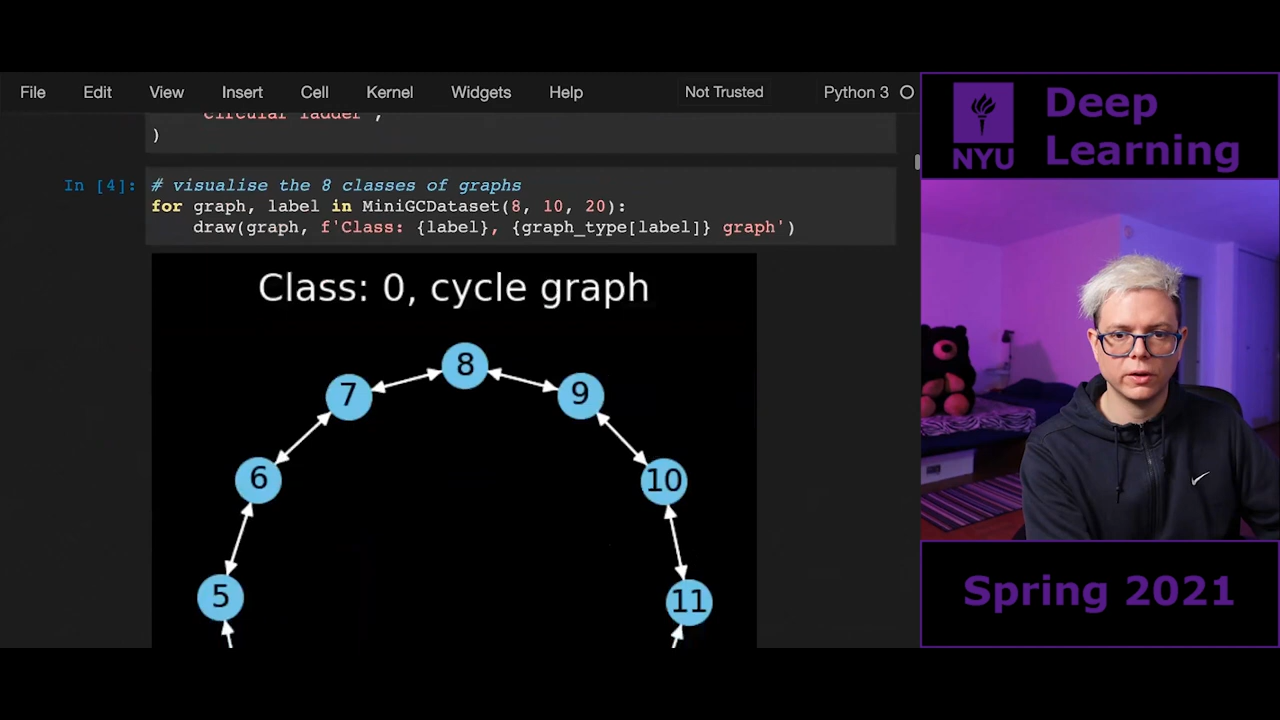 File Edit View Insert Cell Kernel Widgets Help Not Trusted Python 3
"Circular ladder",
)
In [4]: # visualise the 8 classes of graphs
for graph, label in MiniGCDataset(8, 10, 20):
draw(graph, f'Class: {label}, {graph_type[label]} graph')
Class: 0, cycle graph
8
7
9
6
10
5
11
NYU
Deep
Learning
Spring 2021